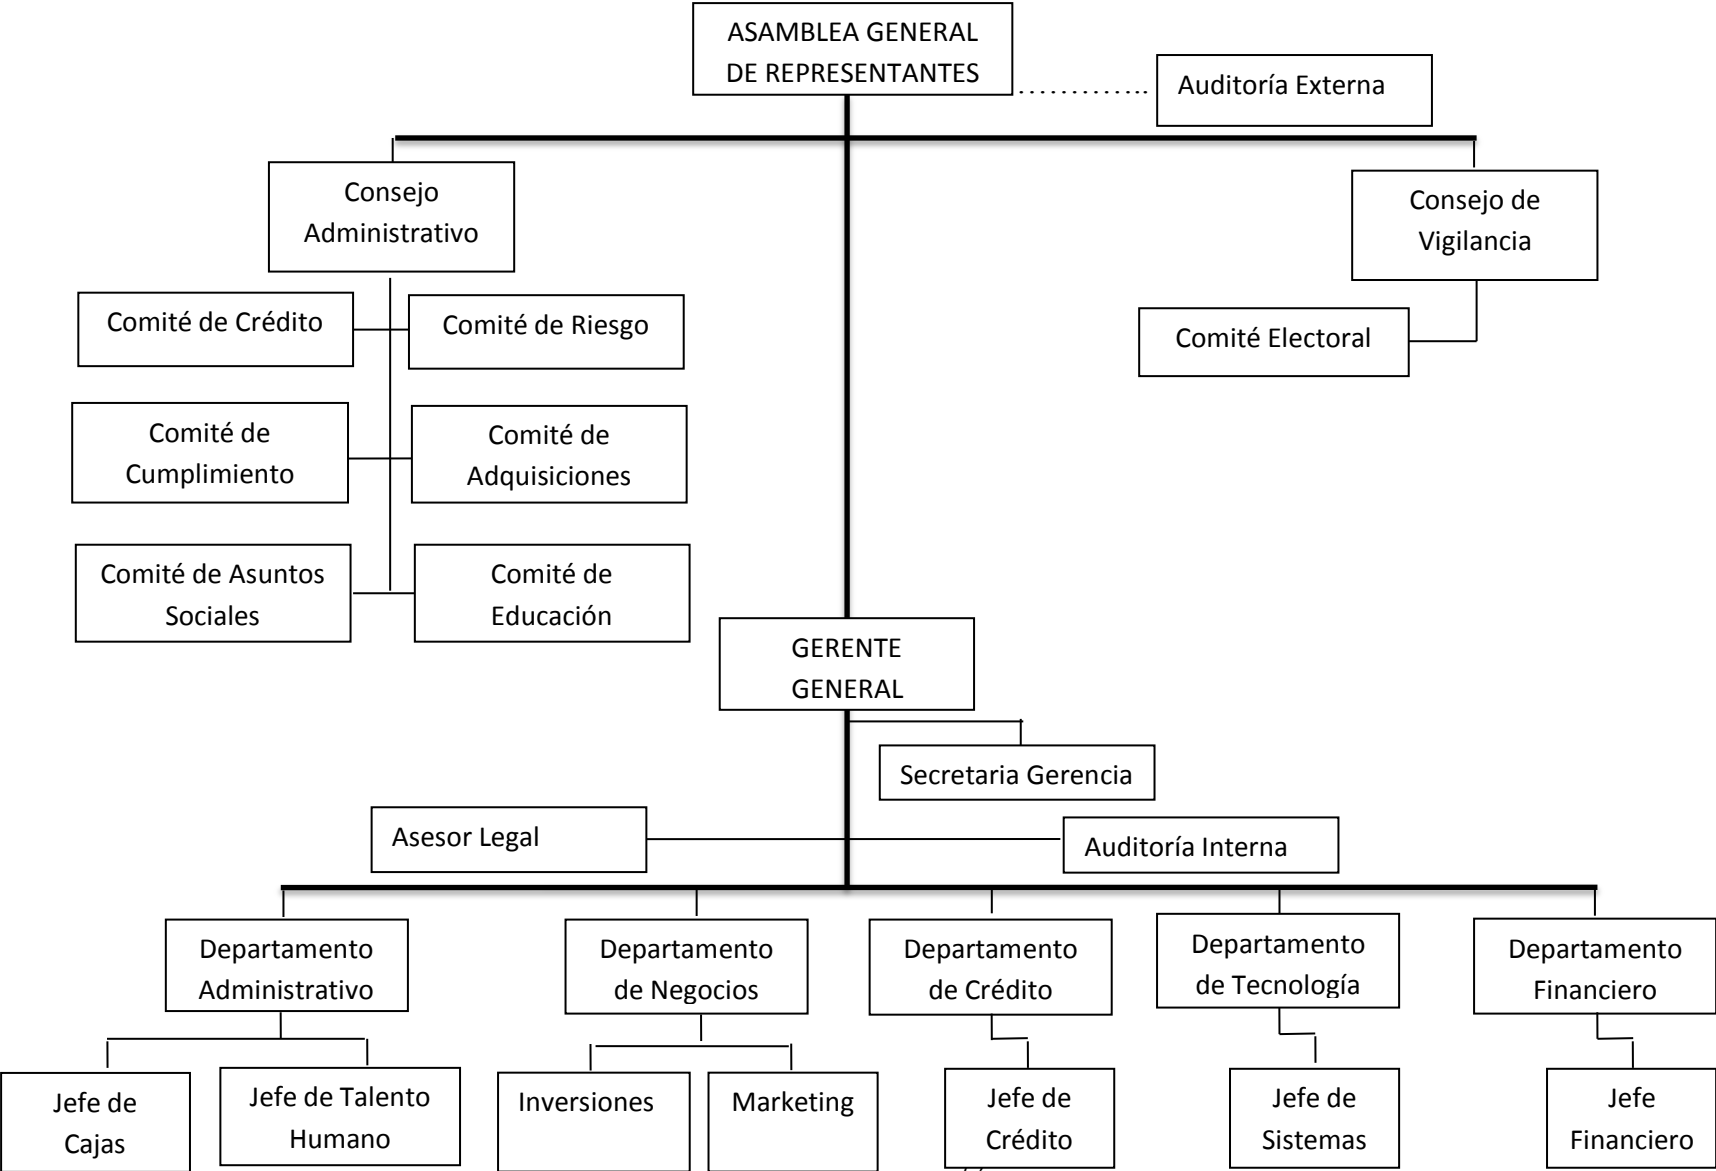 ASAMBLEA GENERAL
DE REPRESENTANTES
Auditoría Externa
Consejo
Administrativo
Consejo de
Vigilancia
Comité de Crédito
Comité de Riesgo
Comité Electoral
Comité de
Cumplimiento
Comité de
Adquisiciones
Comité de Asuntos
Sociales
Comité de
Educación
GERENTE
GENERAL
Secretaria Gerencia
Asesor Legal
Auditoría Interna
Departamento
Administrativo
Departamento
de Negocios
Departamento
de Crédito
Departamento
de Tecnología
Departamento
Financiero
Jefe de
Cajas
Jefe de Talento
Humano
Inversiones
Marketing
Jefe de
Crédito
Jefe de
Sistemas
Jefe
Financiero